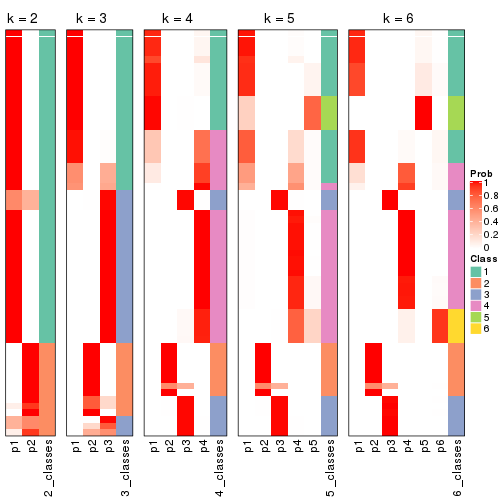 k = 2
k = 3
k = 4
k = 5
k = 6
Prob
1
0.8
0.6
0.4
0.2
0
Class
1
2
3
4
5
6
p1
p2
2_classes
p1
p2
p3
3_classes
p1
p2
p3
p4
4_classes
p1
p2
p3
p4
p5
5_classes
p1
p2
p3
p4
p5
p6
6_classes